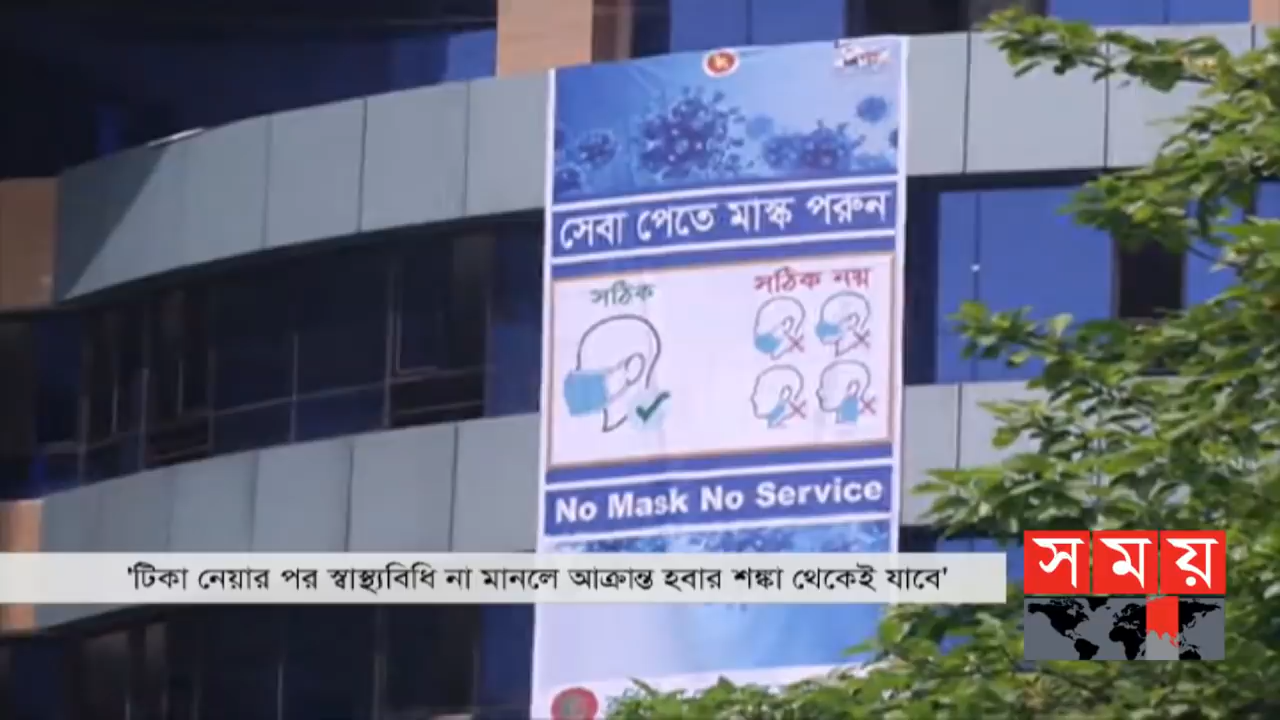 সেবা পেতে মাস্ক পরুন
সঠিক
সঠিক নয়
No Mask No Service
'টিকা নেয়ার পর স্বাস্থ্যবিধি না মানলে আক্রান্ত হবার শঙ্কা থেকেই যাবে'
সময়